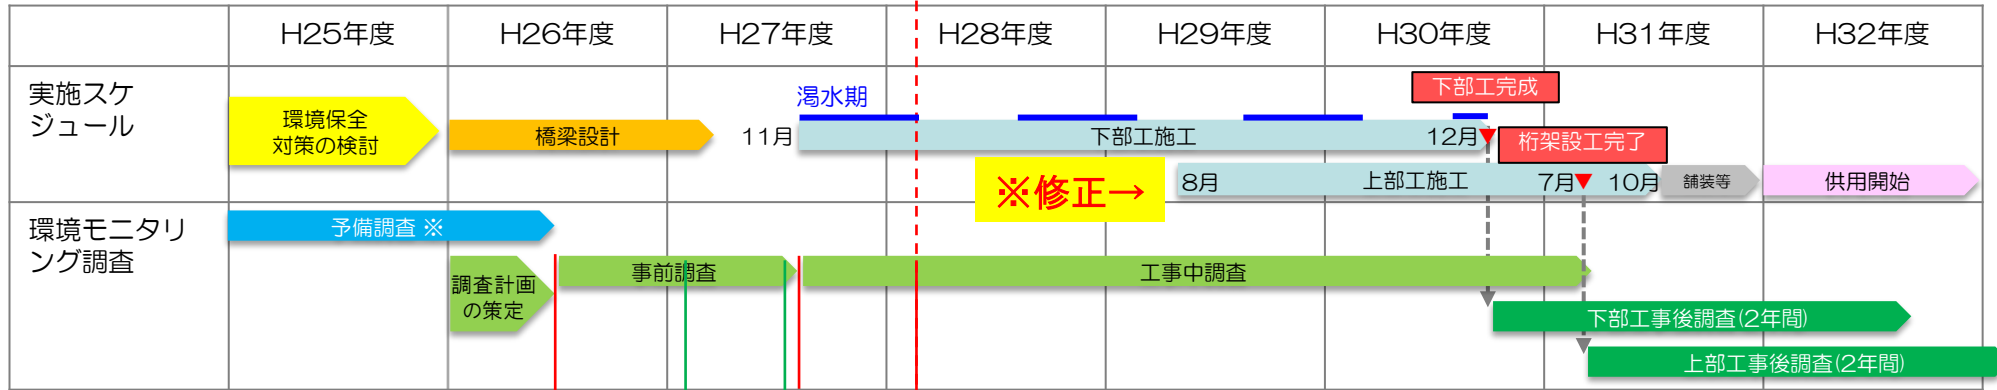 H25年度 H26年度 H27年度 H28年度 H29年度 H30年度 H31年度 H32年度
実施スケ
ジュール
環境保全
対策の検討
橋梁設計
渇水期
11月 下部工施工 12月
下部工完成
桁架設工完了
※修正→
8月 上部工施工 7月 10月
舗装等
供用開始
環境モニタリ
ング調査
予備調査 ※
調査計画
の策定
事前調査
工事中調査
下部工事後調査(2年間)
上部工事後調査(2年間)